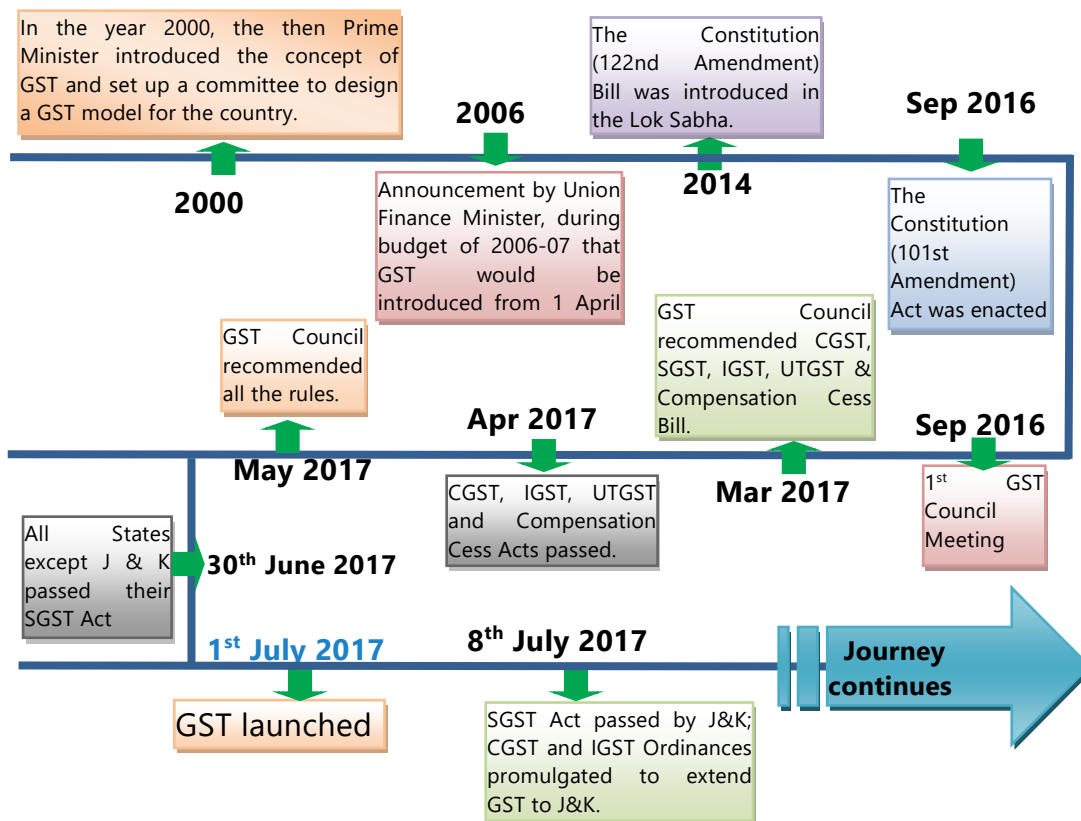 In the year 2000, the then Prime
Minister introduced the concept of
GST and set up a committee to design
a GST model for the country.
2000
2006
Announcement by Union
Finance Minister, during
budget of 2006-07 that
GST would be
introduced from 1 April
The Constitution
(122nd Amendment)
Bill was introduced in
the Lok Sabha.
2014
Sep 2016
The
Constitution
(101st
Amendment)
Act was enacted
Sep 2016
1st GST
Council
Meeting
GST Council
recommended CGST,
SGST, IGST, UTGST &
Compensation Cess
Bill.
Mar 2017
Apr 2017
CGST, IGST, UTGST
and Compensation
Cess Acts passed.
GST Council
recommended
all the rules.
May 2017
All States
except J & K
passed their
SGST Act
30th June 2017
1st July 2017
GST launched
8th July 2017
SGST Act passed by J&K;
CGST and IGST Ordinances
promulgated to extend
GST to J&K.
Journey
continues